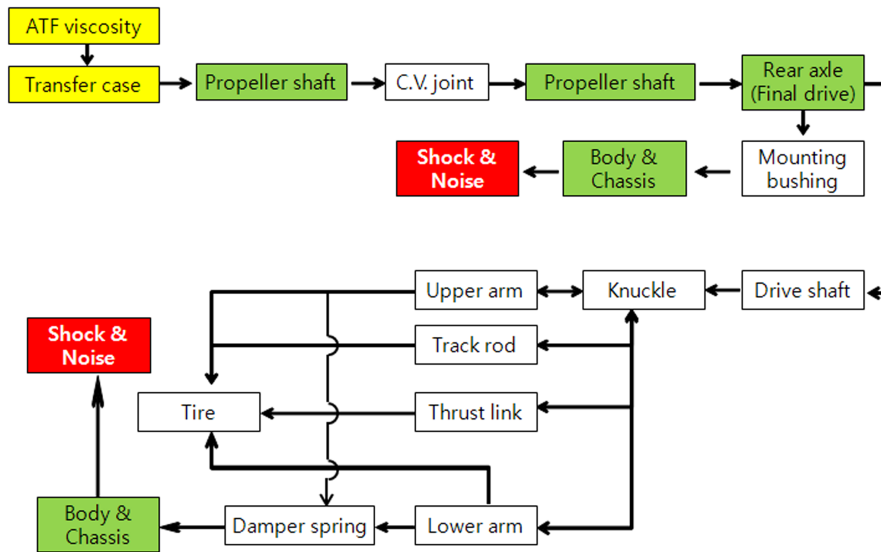 ATF viscosity
Transfer case
Propeller shaft
C.V. joint
Propeller shaft
Rear axle
(Final drive)
Shock &
Noise
Body &
Chassis
Mounting
bushing
Upper arm
Knuckle
Drive shaft
Shock &
Noise
Track rod
Tire
Thrust link
Body &
Chassis
Damper spring
Lower arm